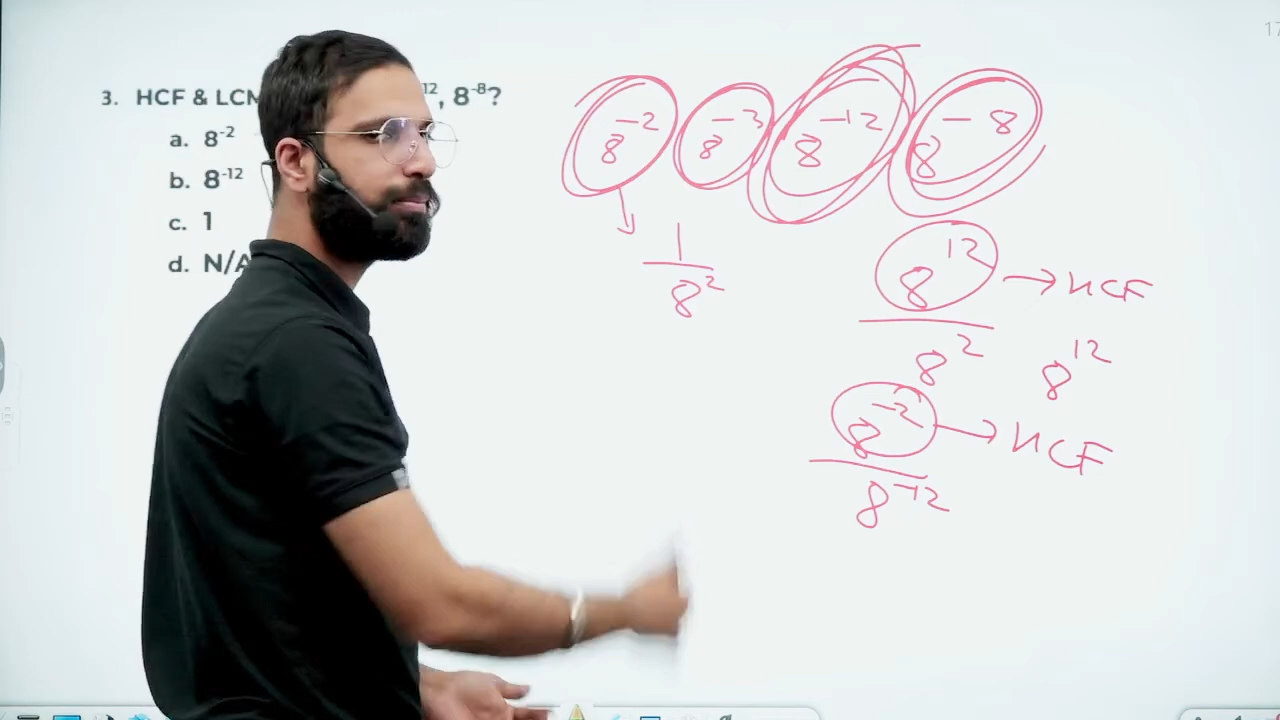 17
3. HCF & LCM 12, 8⁻⁸?
a. 8⁻²
b. 8⁻¹²
c. 1
d. N/A
8⁻² 8⁻³ 8⁻¹² 8⁻⁸
1
8²
8¹² → HCF
8² 8¹²
8⁻² → HCF
8⁻¹²